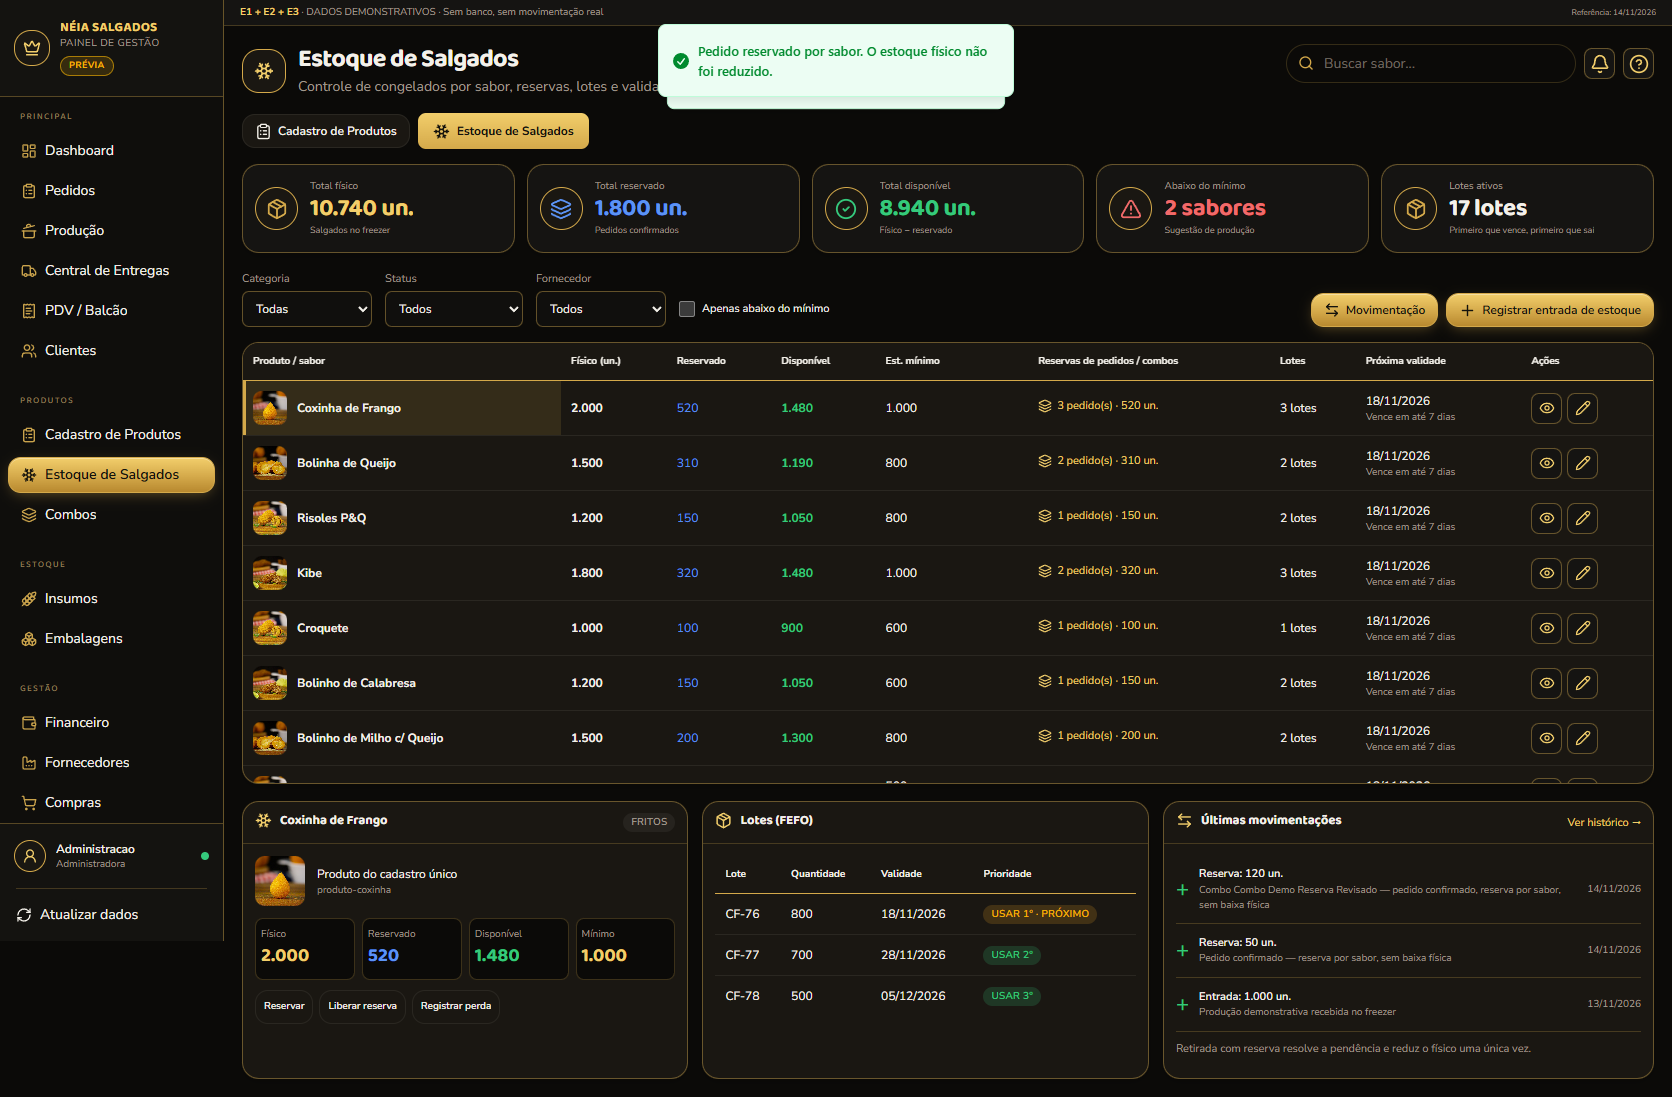 NÉIA SALGADOS
PAINEL DE GESTÃO
PRÉVIA
PRINCIPAL
Dashboard
Pedidos
Produção
Central de Entregas
PDV / Balcão
Clientes
PRODUTOS
Cadastro de Produtos
Estoque de Salgados
Combos
ESTOQUE
Insumos
Embalagens
GESTÃO
Financeiro
Fornecedores
Compras
Administracao
Administradora
Atualizar dados
E1 + E2 + E3 · DADOS DEMONSTRATIVOS · Sem banco, sem movimentação real
Referência: 14/11/2026
Pedido reservado por sabor. O estoque físico não
foi reduzido.
Estoque de Salgados
Controle de congelados por sabor, reservas, lotes e valida
Buscar sabor...
Cadastro de Produtos
Estoque de Salgados
Total físico
10.740 un.
Salgados no freezer
Total reservado
1.800 un.
Pedidos confirmados
Total disponível
8.940 un.
Físico − reservado
Abaixo do mínimo
2 sabores
Sugestão de produção
Lotes ativos
17 lotes
Primeiro que vence, primeiro que sai
Categoria
Todas
Status
Todos
Fornecedor
Todos
Apenas abaixo do mínimo
Movimentação
Registrar entrada de estoque
Produto / sabor Físico (un.) Reservado Disponível Est. mínimo Reservas de pedidos / combos Lotes Próxima validade Ações
Coxinha de Frango 2.000 520 1.480 1.000 3 pedido(s) · 520 un. 3 lotes 18/11/2026
Vence em até 7 dias
Bolinha de Queijo 1.500 310 1.190 800 2 pedido(s) · 310 un. 2 lotes 18/11/2026
Vence em até 7 dias
Risoles P&Q 1.200 150 1.050 800 1 pedido(s) · 150 un. 2 lotes 18/11/2026
Vence em até 7 dias
Kibe 1.800 320 1.480 1.000 2 pedido(s) · 320 un. 3 lotes 18/11/2026
Vence em até 7 dias
Croquete 1.000 100 900 600 1 pedido(s) · 100 un. 1 lotes 18/11/2026
Vence em até 7 dias
Bolinho de Calabresa 1.200 150 1.050 600 1 pedido(s) · 150 un. 2 lotes 18/11/2026
Vence em até 7 dias
Bolinho de Milho c/ Queijo 1.500 200 1.300 800 1 pedido(s) · 200 un. 2 lotes 18/11/2026
Vence em até 7 dias
Coxinha de Frango
FRITOS
Produto do cadastro único
produto-coxinha
Físico
2.000
Reservado
520
Disponível
1.480
Mínimo
1.000
Reservar
Liberar reserva
Registrar perda
Lotes (FEFO)
Lote Quantidade Validade Prioridade
CF-76 800 18/11/2026 USAR 1º · PRÓXIMO
CF-77 700 28/11/2026 USAR 2º
CF-78 500 05/12/2026 USAR 3º
Últimas movimentações
Ver histórico →
Reserva: 120 un.
Combo Combo Demo Reserva Revisado — pedido confirmado, reserva por sabor,
sem baixa física
14/11/2026
Reserva: 50 un.
Pedido confirmado — reserva por sabor, sem baixa física
14/11/2026
Entrada: 1.000 un.
Produção demonstrativa recebida no freezer
13/11/2026
Retirada com reserva resolve a pendência e reduz o físico uma única vez.